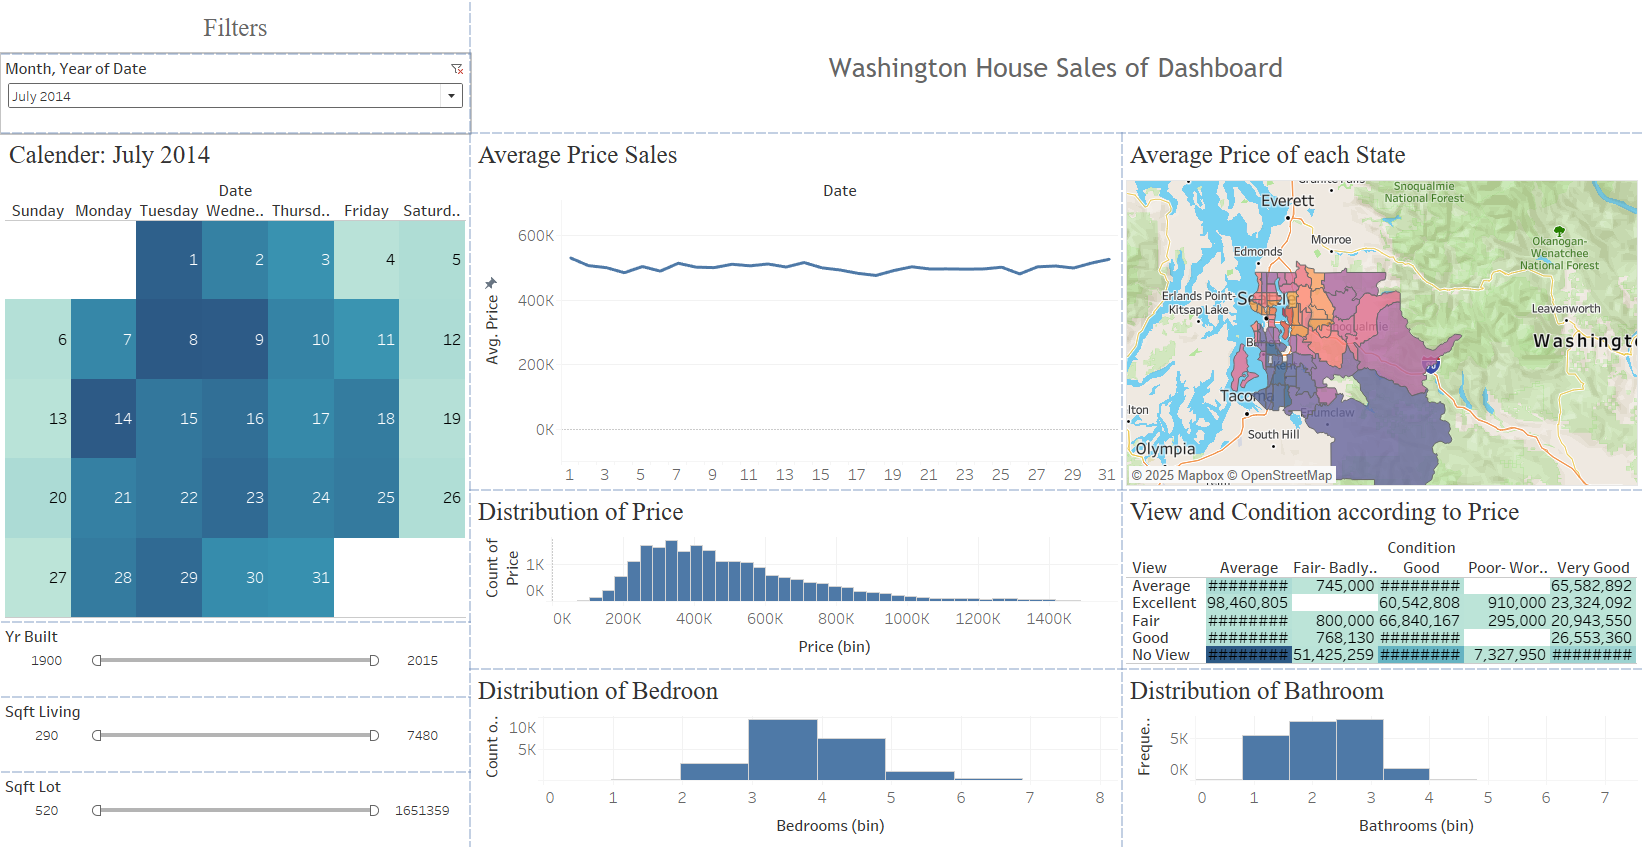 Filters
Washington House Sales of Dashboard
Month, Year of Date
July 2014
Calender: July 2014
Date
Sunday Monday Tuesday Wedne.. Thursd.. Friday Saturd..
1 2 3 4 5
6 7 8 9 10 11 12
13 14 15 16 17 18 19
20 21 22 23 24 25 26
27 28 29 30 31
Yr Built
1900 2015
Sqft Living
290 7480
Sqft Lot
520 1651359
Average Price Sales
Date
Avg. Price
600K
400K
200K
0K
1 3 5 7 9 11 13 15 17 19 21 23 25 27 29 31
Average Price of each State
Snoqualmie
National Forest
Everett
Monroe
Edmonds
Okanogan-
Wenatchee
National Forest
Erlands Point-
Kitsap Lake
Leavenworth
Snoqualmie
Kent
Tacoma
Enumclaw
lton
South Hill
Olympia
© 2025 Mapbox © OpenStreetMap
Distribution of Price
Count of
Price
1K
0K
0K 200K 400K 600K 800K 1000K 1200K 1400K
Price (bin)
View and Condition according to Price
Condition
View Average Fair- Badly.. Good Poor- Wor.. Very Good
Average ######## 745,000 ######## 65,582,892
Excellent 98,460,805 60,542,808 910,000 23,324,092
Fair ######## 800,000 66,840,167 295,000 20,943,550
Good ######## 768,130 ######## 26,553,360
No View ######## 51,425,259 ######## 7,327,950 ########
Distribution of Bedroon
Count o..
10K
5K
0 1 2 3 4 5 6 7 8
Bedrooms (bin)
Distribution of Bathroom
Freque..
5K
0K
0 1 2 3 4 5 6 7
Bathrooms (bin)